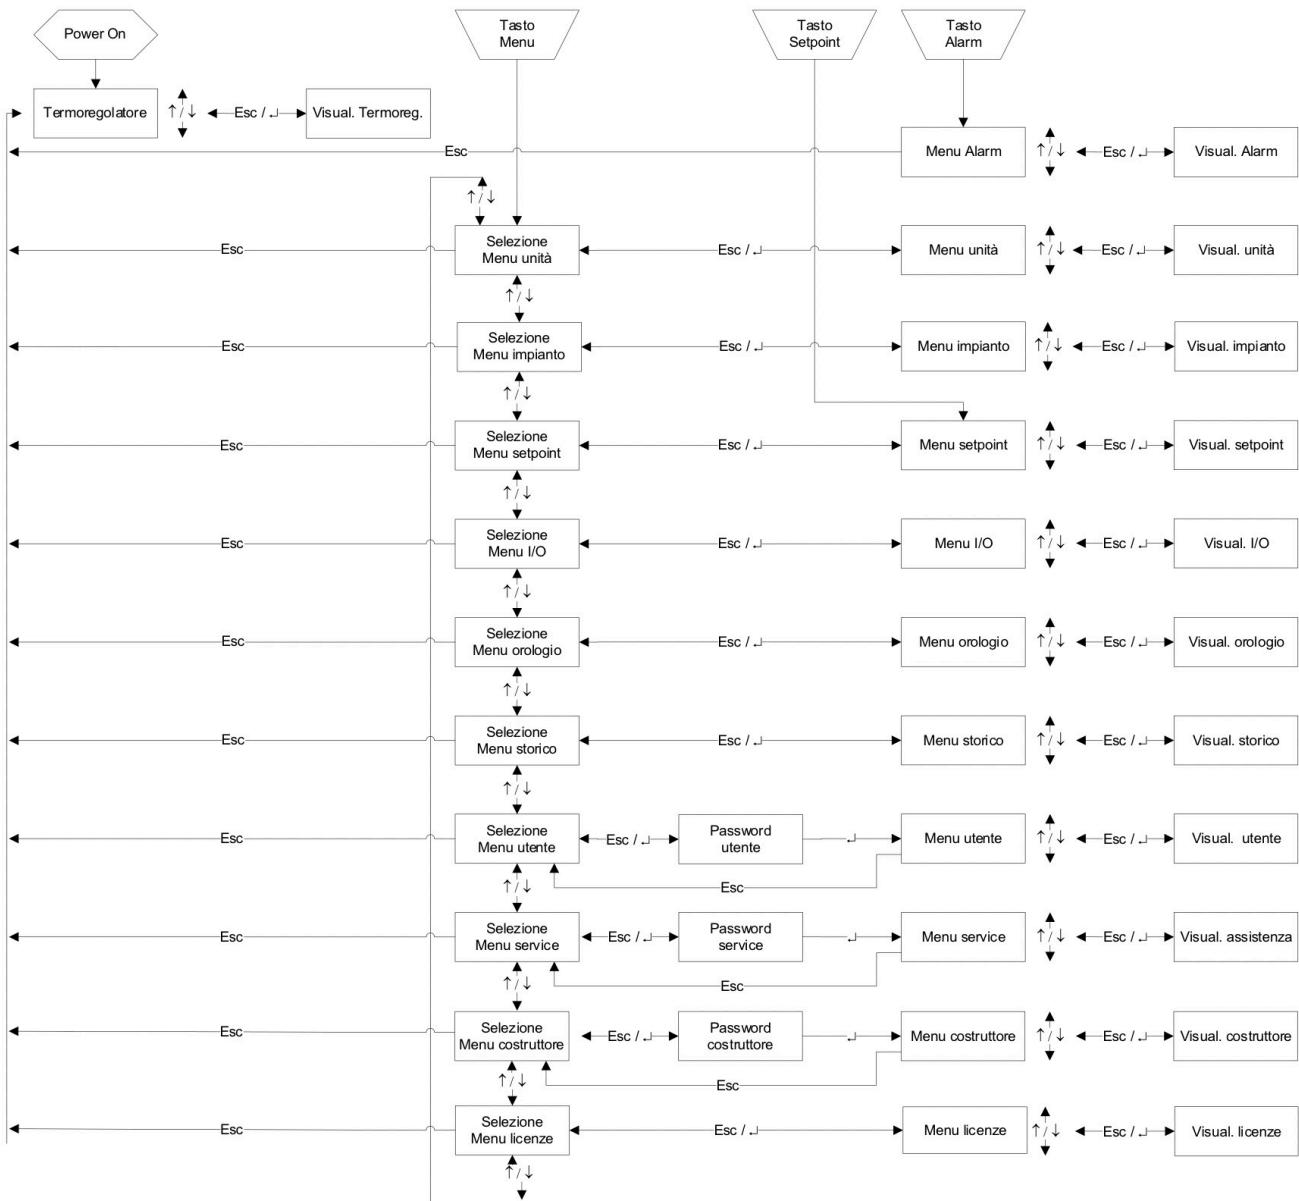 Power On
Tasto
Menu
Tasto
Setpoint
Tasto
Alarm
Termoregolatore
↑/↓
Esc / ↵
Visual. Termoreg.
Esc
Menu Alarm
↑/↓
Esc / ↵
Visual. Alarm
↑/↓
Esc
Selezione
Menu unità
Esc / ↵
Menu unità
↑/↓
Esc / ↵
Visual. unità
↑/↓
Esc
Selezione
Menu impianto
Esc / ↵
Menu impianto
↑/↓
Esc / ↵
Visual. impianto
↑/↓
Esc
Selezione
Menu setpoint
Esc / ↵
Menu setpoint
↑/↓
Esc / ↵
Visual. setpoint
↑/↓
Esc
Selezione
Menu I/O
Esc / ↵
Menu I/O
↑/↓
Esc / ↵
Visual. I/O
↑/↓
Esc
Selezione
Menu orologio
Esc / ↵
Menu orologio
↑/↓
Esc / ↵
Visual. orologio
↑/↓
Esc
Selezione
Menu storico
Esc / ↵
Menu storico
↑/↓
Esc / ↵
Visual. storico
↑/↓
Esc
Selezione
Menu utente
Esc / ↵
Password
utente
↵
Menu utente
↑/↓
Esc / ↵
Visual. utente
Esc
↑/↓
Esc
Selezione
Menu service
Esc / ↵
Password
service
↵
Menu service
↑/↓
Esc / ↵
Visual. assistenza
Esc
↑/↓
Esc
Selezione
Menu costruttore
Esc / ↵
Password
costruttore
↵
Menu costruttore
↑/↓
Esc / ↵
Visual. costruttore
Esc
↑/↓
Esc
Selezione
Menu licenze
Esc / ↵
Menu licenze
↑/↓
Esc / ↵
Visual. licenze
↑/↓